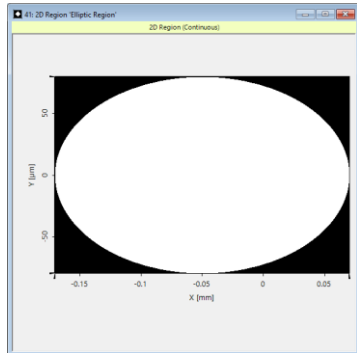 41: 2D Region 'Elliptic Region'
2D Region (Continuous)
Y [µm]
50
0
-50
-0.15
-0.1
-0.05
0
0.05
X [mm]